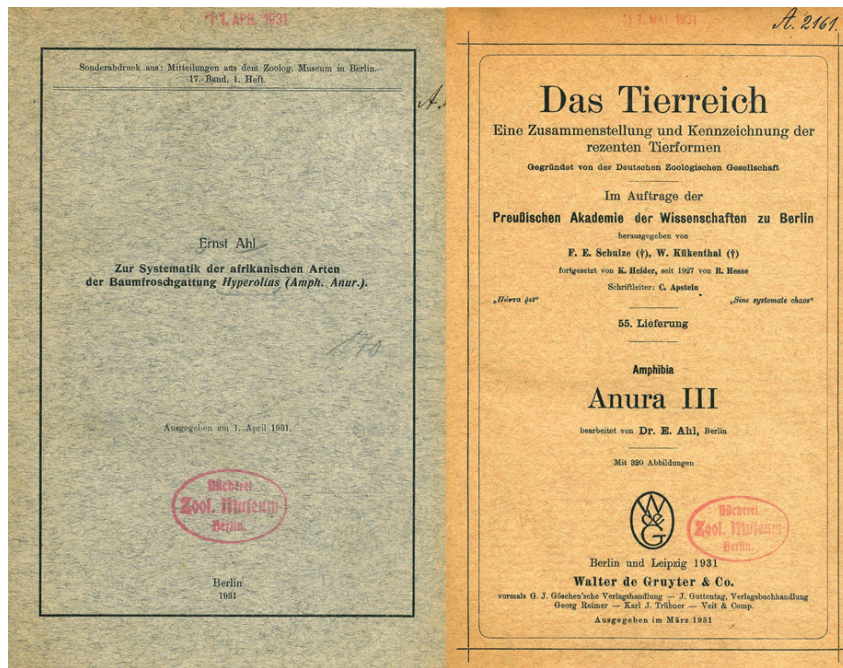 11. APR. 1931
Sonderabdruck aus: Mitteilungen aus dem Zoolog. Museum in Berlin.
17. Band, 1. Heft.
Ernst Ahl
Zur Systematik der afrikanischen Arten
der Baumfroschgattung Hyperolius (Amph. Anur.).
Ausgegeben am 1. April 1931.
Bücherei
Zool. Museum
Berlin.
Berlin
1931
11. MAI 1931
A. 2161.
Das Tierreich
Eine Zusammenstellung und Kennzeichnung der
rezenten Tierformen
Gegründet von der Deutschen Zoologischen Gesellschaft
Im Auftrage der
Preußischen Akademie der Wissenschaften zu Berlin
herausgegeben von
F. E. Schulze (†), W. Kükenthal (†)
fortgesetzt von K. Heider, seit 1927 von R. Hesse
Schriftleiter: C. Apstein
„Πάντα ῥεῖ“ „Sine systemate chaos“
55. Lieferung
Amphibia
Anura III
bearbeitet von Dr. E. Ahl, Berlin
Mit 320 Abbildungen
W de G
Bücherei
Zool. Museum
Berlin.
Berlin und Leipzig 1931
Walter de Gruyter & Co.
vormals G. J. Göschen'sche Verlagshandlung — J. Guttentag, Verlagsbuchhandlung
Georg Reimer — Karl J. Trübner — Veit & Comp.
Ausgegeben im März 1931